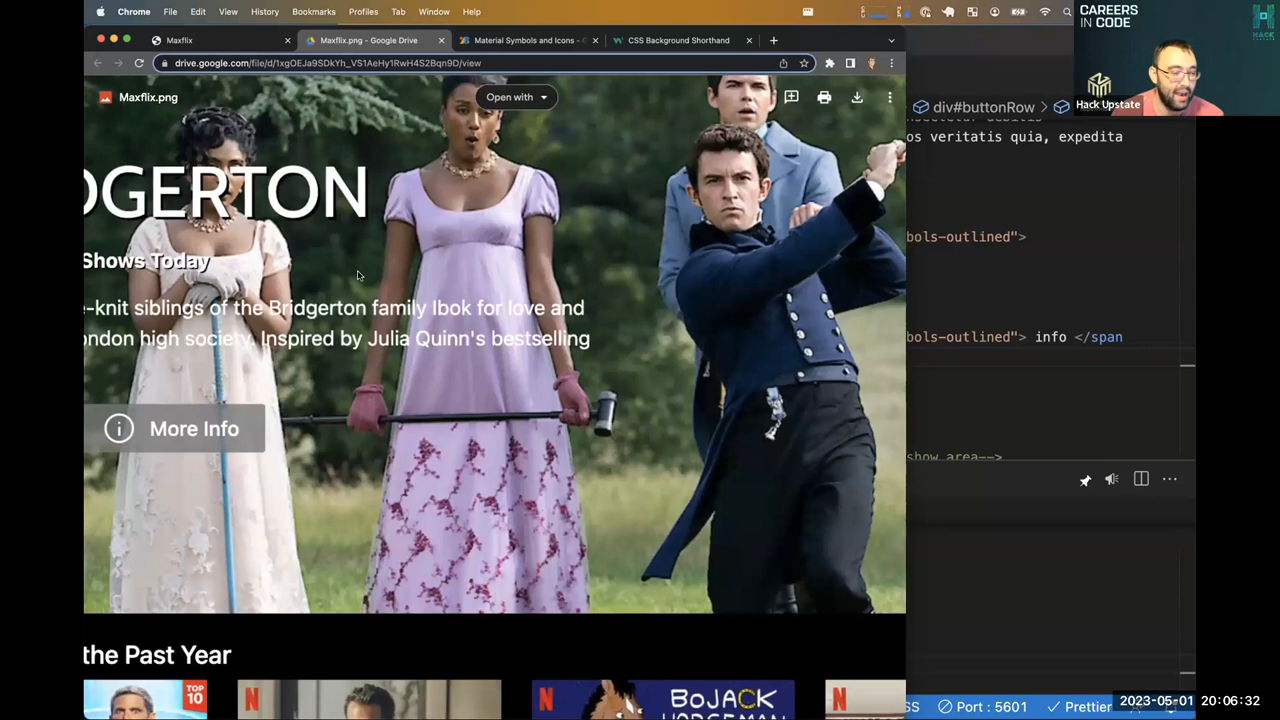 Chrome File Edit View History Bookmarks Profiles Tab Window Help
CAREERS
IN CODE
HACK
Hack Upstate
Maxflix
Maxflix.png - Google Drive
Material Symbols and Icons -
CSS Background Shorthand
drive.google.com/file/d/1xgOEJa9SDkYh_VS1AeHy1RwH4S2Bqn9D/view
Maxflix.png
Open with
div#buttonRow
os veritatis quia, expedita
DGERTON
bols-outlined">
Shows Today
e-knit siblings of the Bridgerton family look for love and
ondon high society. Inspired by Julia Quinn's bestselling
bols-outlined"> info </span
More Info
show area-->
the Past Year
TOP
10
BOJACK
HORSEMAN
SS Port : 5601 Prettier
2023-05-01 20:06:32